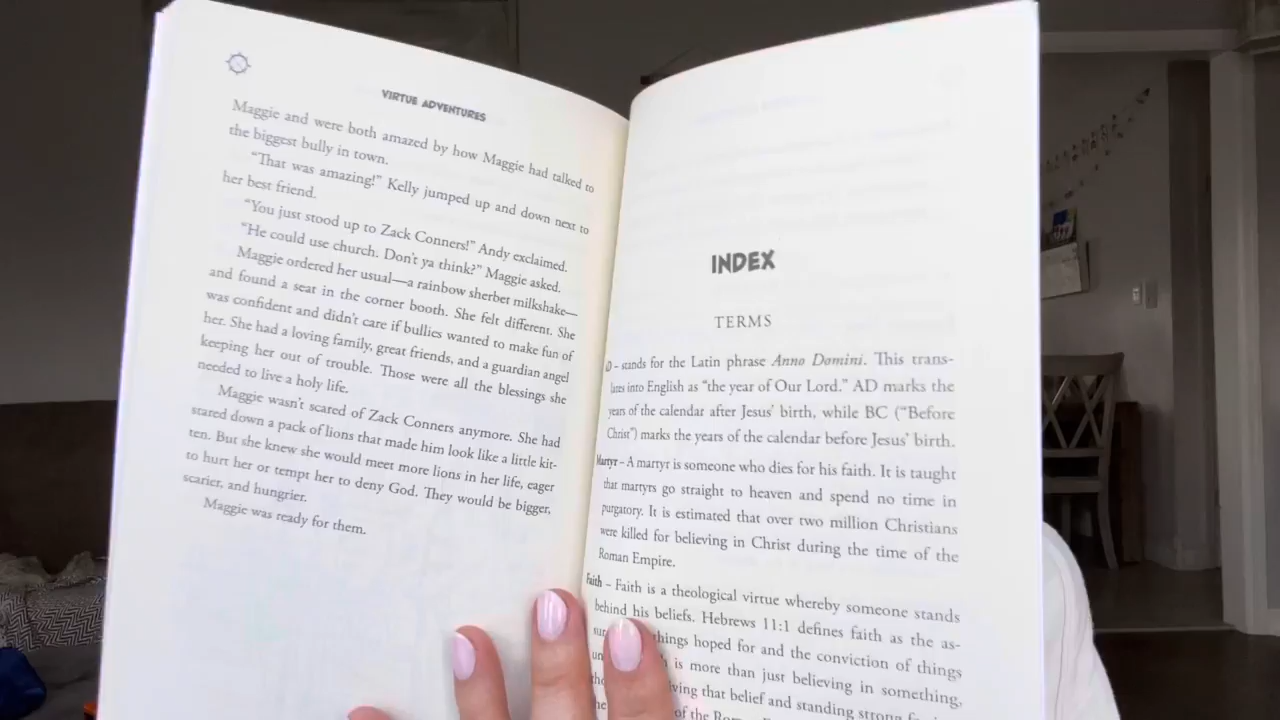 VIRTUE ADVENTURES
Maggie and were both amazed by how Maggie had talked to
the biggest bully in town.
“That was amazing!” Kelly jumped up and down next to
her best friend.
“You just stood up to Zack Conners!” Andy exclaimed.
“He could use church. Don’t ya think?” Maggie asked.
Maggie ordered her usual—a rainbow sherbet milkshake—
and found a seat in the corner booth. She felt different. She
was confident and didn’t care if bullies wanted to make fun of
her. She had a loving family, great friends, and a guardian angel
keeping her out of trouble. Those were all the blessings she
needed to live a holy life.
Maggie wasn’t scared of Zack Conners anymore. She had
stared down a pack of lions that made him look like a little kit-
ten. But she knew she would meet more lions in her life, eager
to hurt her or tempt her to deny God. They would be bigger,
scarier, and hungrier.
Maggie was ready for them.
INDEX
TERMS
– stands for the Latin phrase Anno Domini. This trans-
lates into English as “the year of Our Lord.” AD marks the
years of the calendar after Jesus’ birth, while BC (“Before
Christ”) marks the years of the calendar before Jesus’ birth.
Martyr – A martyr is someone who dies for his faith. It is taught
that martyrs go straight to heaven and spend no time in
purgatory. It is estimated that over two million Christians
were killed for believing in Christ during the time of the
Roman Empire.
Faith – Faith is a theological virtue whereby someone stands
behind his beliefs. Hebrews 11:1 defines faith as the as-
things hoped for and the conviction of things
is more than just believing in something,
that belief and standing strong
of the